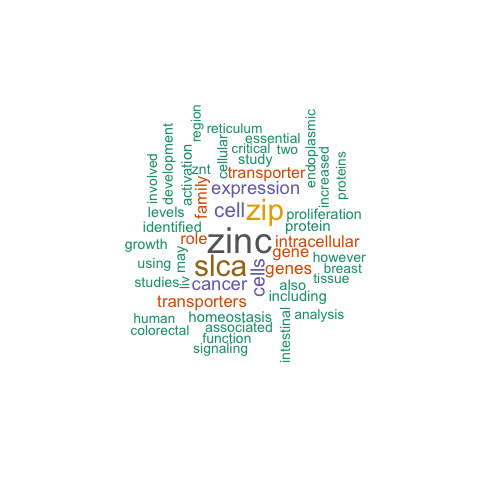 region
reticulum
endoplasmic
essential
development
cellular
critical
two
involved
activation
study
increased
proteins
znt
transporter
family
expression
levels
cell
zip
proliferation
identified
protein
role
zinc
intracellular
growth
gene
however
may
using
slca
cells
genes
breast
studies
liv
cancer
also
tissue
transporters
including
human
homeostasis
analysis
colorectal
associated
function
intestinal
signaling